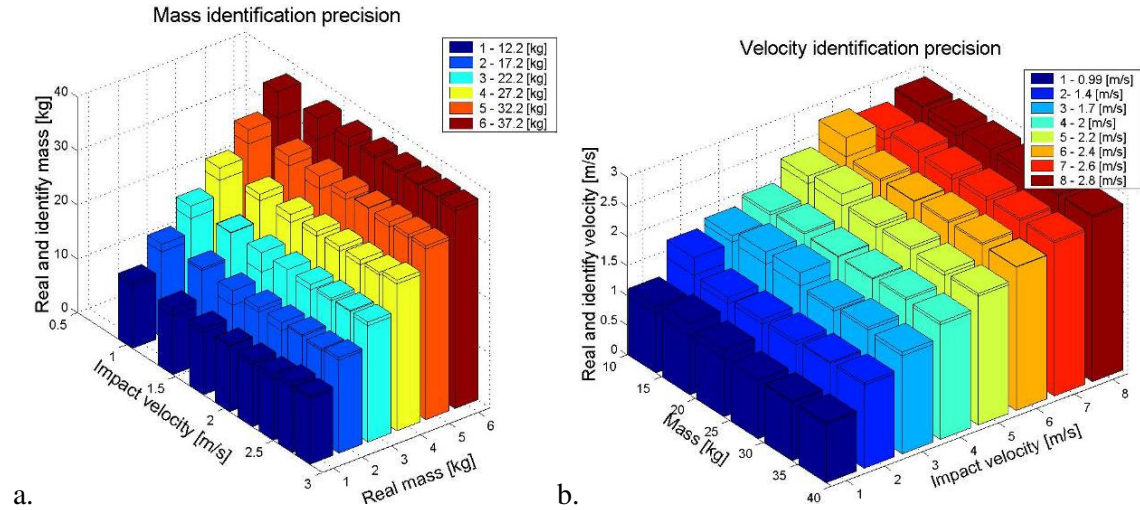 Mass identification precision
1 - 12.2 [kg]
2 - 17.2 [kg]
3 - 22.2 [kg]
4 - 27.2 [kg]
5 - 32.2 [kg]
6 - 37.2 [kg]
Real and identify mass [kg]
40
30
20
10
0
0.5
1
1.5
2
2.5
3
Impact velocity [m/s]
1
2
3
4
5
6
Real mass [kg]
a.
Velocity identification precision
1 - 0.99 [m/s]
2- 1.4 [m/s]
3 - 1.7 [m/s]
4 - 2 [m/s]
5 - 2.2 [m/s]
6 - 2.4 [m/s]
7 - 2.6 [m/s]
8 - 2.8 [m/s]
Real and identify velocity [m/s]
3
2.5
2
1.5
1
0.5
0
10
15
20
25
30
35
40
Mass [kg]
1
2
3
4
5
6
7
8
Impact velocity [m/s]
b.